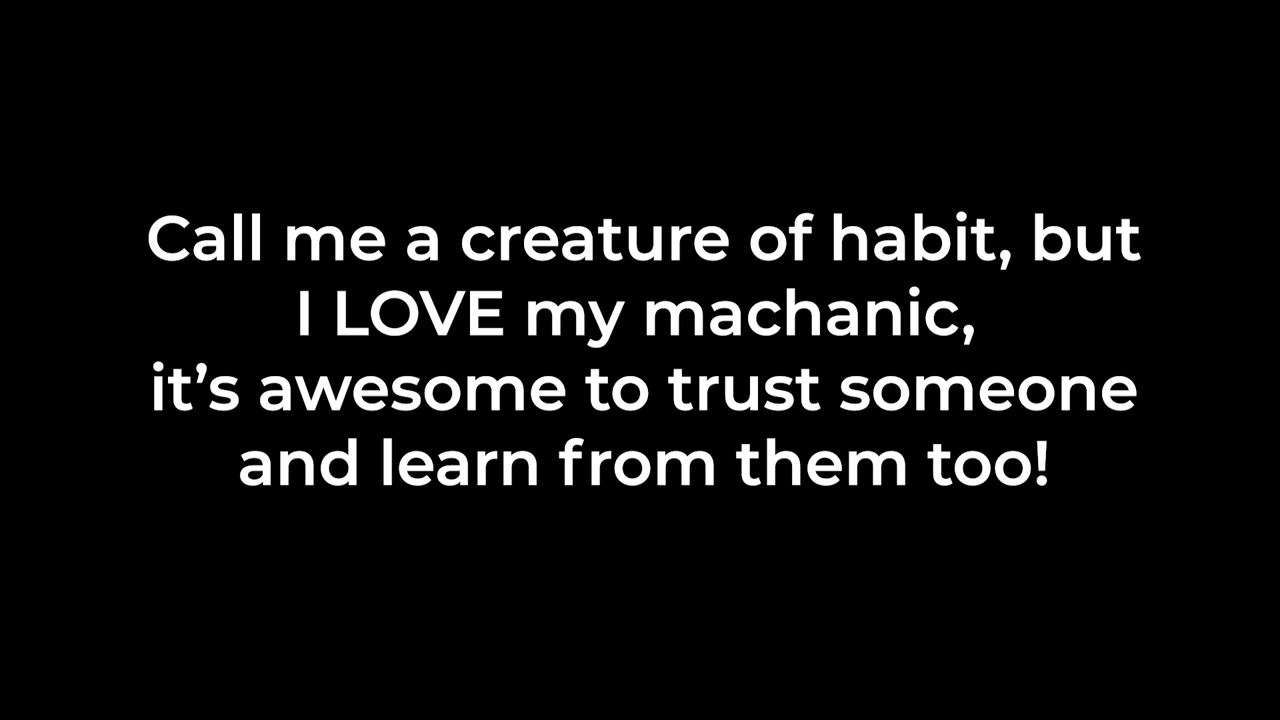 Call me a creature of habit, but
I LOVE my machanic,
it’s awesome to trust someone
and learn from them too!